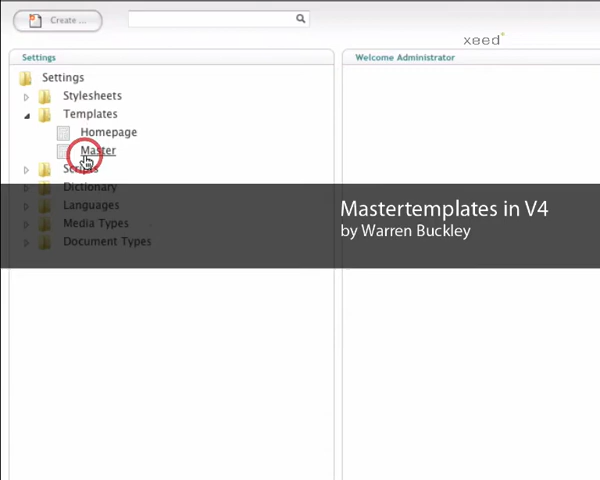 Create ...
xeed
Settings
Welcome Administrator
Settings
Stylesheets
Templates
Homepage
Master
Scripts
Dictionary
Languages
Media Types
Document Types
Mastertemplates in V4
by Warren Buckley